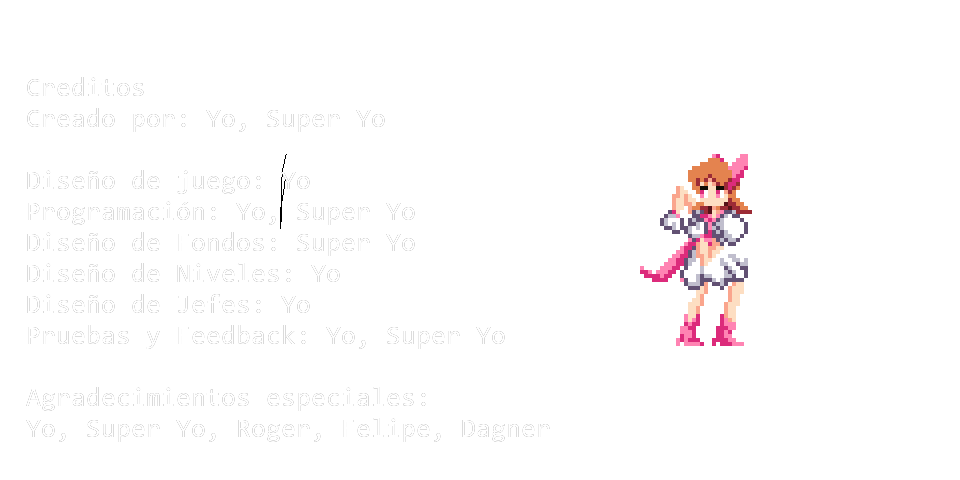 Creditos
Creado por: Yo, Super Yo
Diseño de juego: Yo
Programación: Yo, Super Yo
Diseño de Fondos: Super Yo
Diseño de Niveles: Yo
Diseño de Jefes: Yo
Pruebas y Feedback: Yo, Super Yo
Agradecimientos especiales:
Yo, Super Yo, Roger, Felipe, Dagner